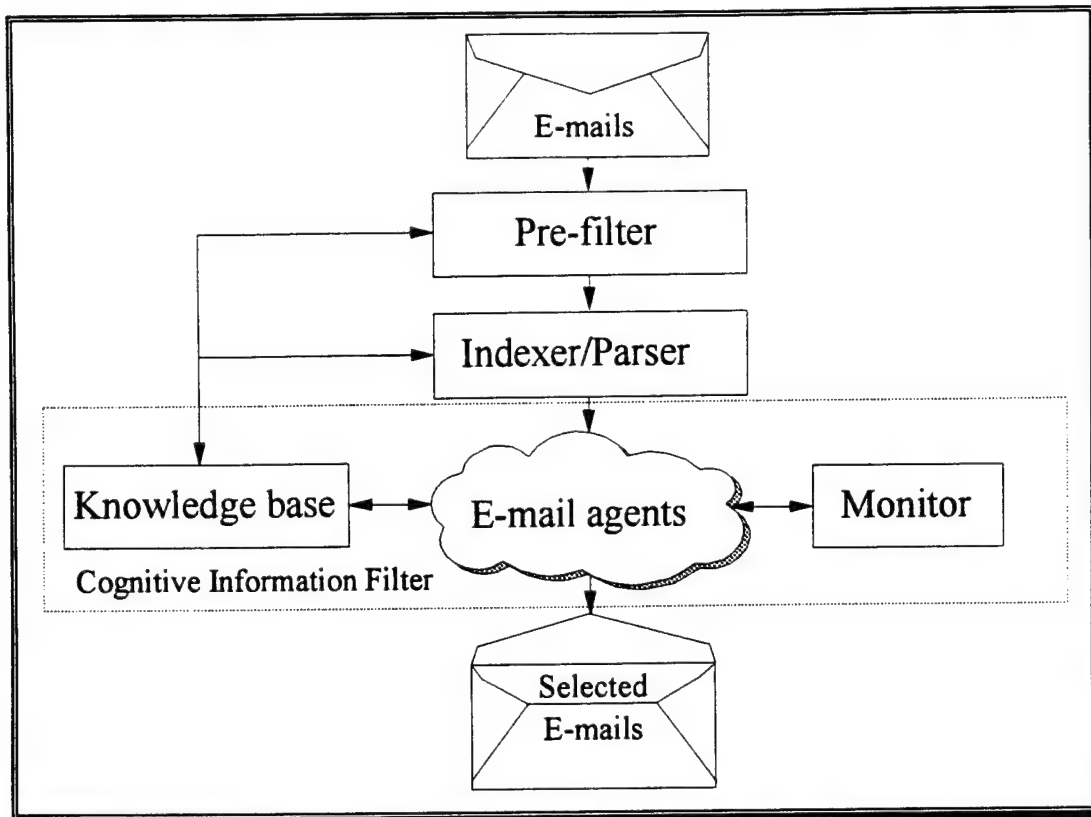 E-mails
Pre-filter
Indexer/Parser
Knowledge base
E-mail agents
Monitor
Cognitive Information Filter
Selected
E-mails